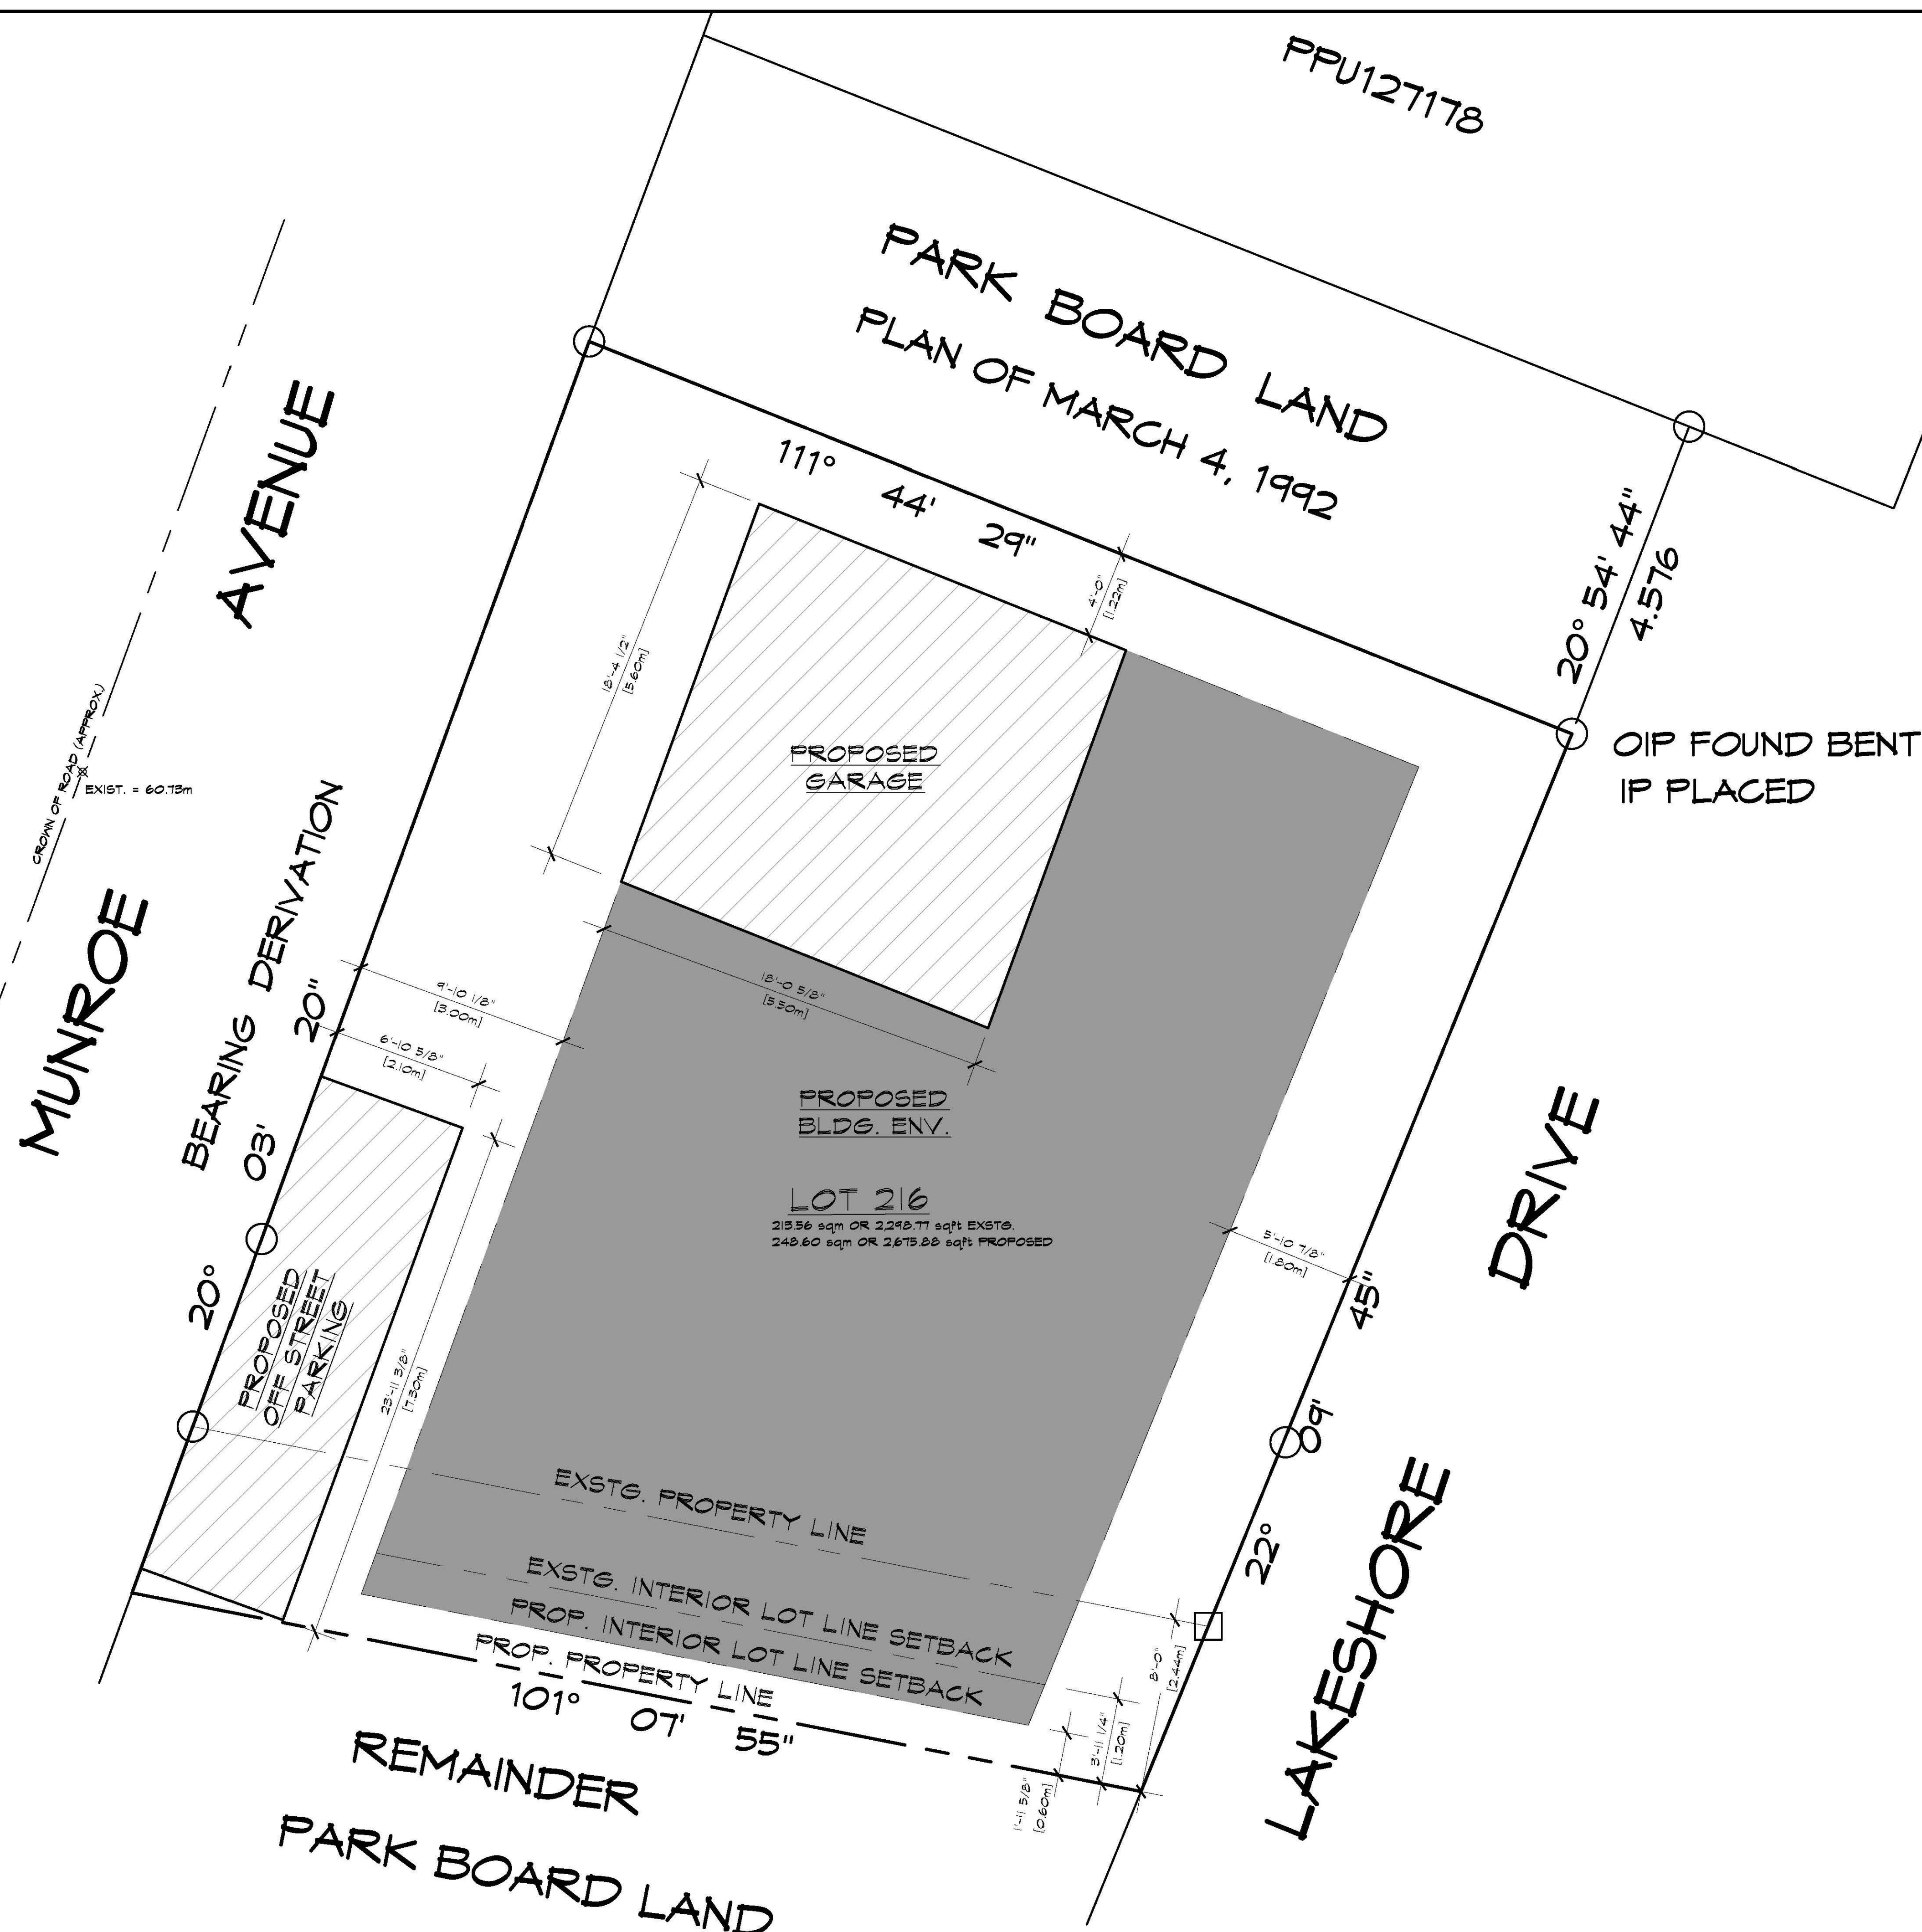 PPU127178
PARK BOARD LAND
PLAN OF MARCH 4, 1992
111° 44' 29"
20° 54' 44"
4.576
OIP FOUND BENT
IP PLACED
MUNROE AVENUE
CROWN OF ROAD (APPROX.)
EXIST. = 60.73m
BEARING DERIVATION
20° 03' 20"
18'-4 1/2"
[5.60m]
4'-0"
[1.22m]
PROPOSED
GARAGE
18'-0 5/8"
[5.50m]
9'-10 1/8"
[3.00m]
6'-10 5/8"
[2.10m]
PROPOSED
BLDG. ENV.
LOT 216
213.56 sqm OR 2,298.77 sqft EXSTG.
248.60 sqm OR 2,675.88 sqft PROPOSED
5'-10 7/8"
[1.80m]
PROPOSED
OFF STREET
PARKING
23'-11 3/8"
[7.30m]
22° 09' 45"
LAKESHORE DRIVE
EXSTG. PROPERTY LINE
EXSTG. INTERIOR LOT LINE SETBACK
PROP. INTERIOR LOT LINE SETBACK
PROP. PROPERTY LINE
101° 07' 55"
8'-0"
[2.44m]
3'-11 1/4"
[1.20m]
1'-11 5/8"
[0.60m]
REMAINDER
PARK BOARD LAND